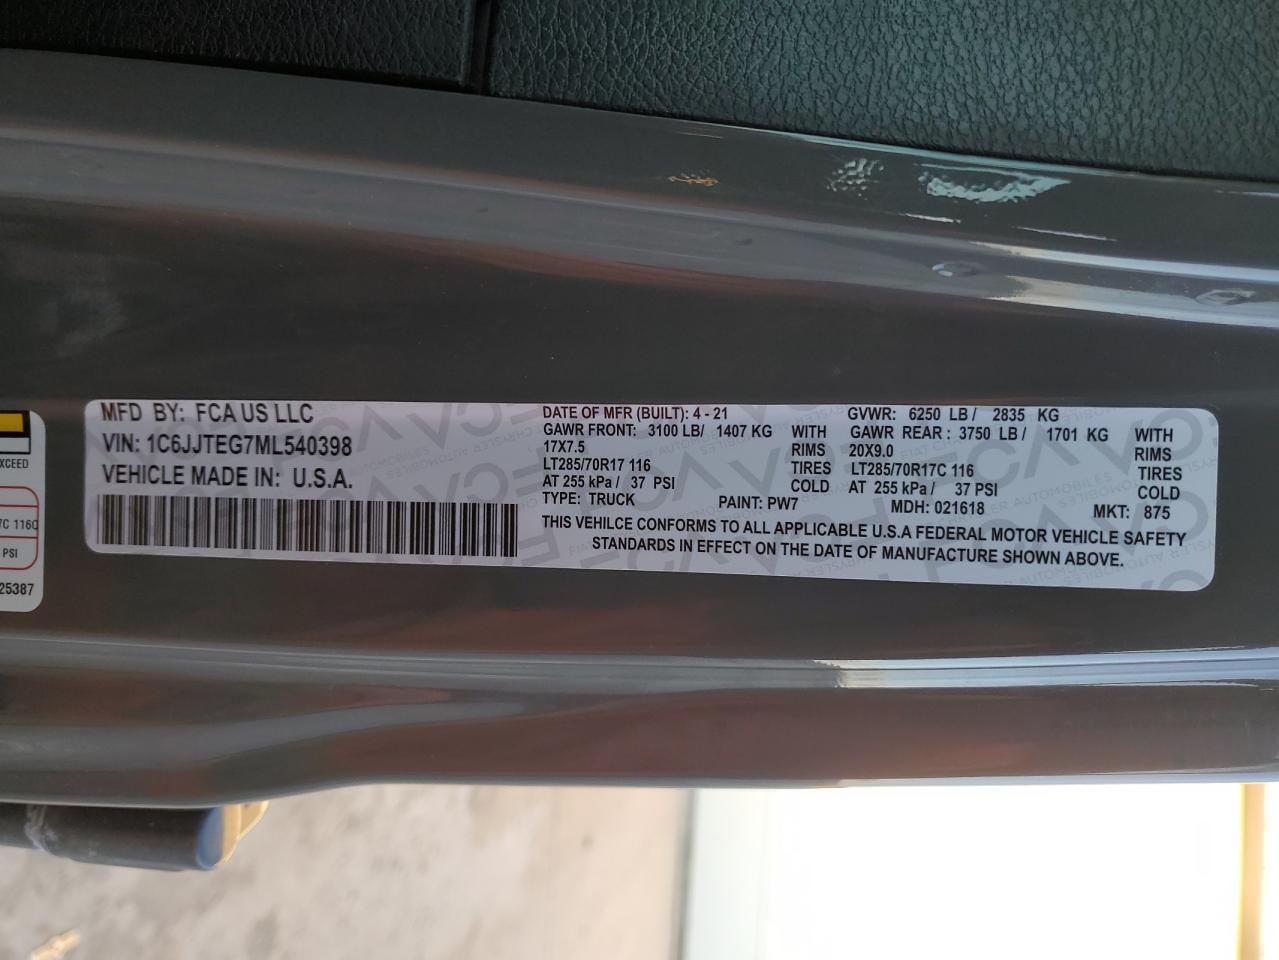 MFD BY: FCA US LLC
VIN: 1C6JJTEG7ML540398
VEHICLE MADE IN: U.S.A.
DATE OF MFR (BUILT): 4 - 21 GVWR: 6250 LB / 2835 KG
GAWR FRONT: 3100 LB/ 1407 KG WITH GAWR REAR : 3750 LB / 1701 KG WITH
17X7.5 RIMS 20X9.0 RIMS
LT285/70R17 116 TIRES LT285/70R17C 116 TIRES
AT 255 kPa / 37 PSI COLD AT 255 kPa / 37 PSI COLD
TYPE: TRUCK PAINT: PW7 MDH: 021618 MKT: 875
THIS VEHILCE CONFORMS TO ALL APPLICABLE U.S.A FEDERAL MOTOR VEHICLE SAFETY
STANDARDS IN EFFECT ON THE DATE OF MANUFACTURE SHOWN ABOVE.
EXCEED
7C 116C
PSI
25387